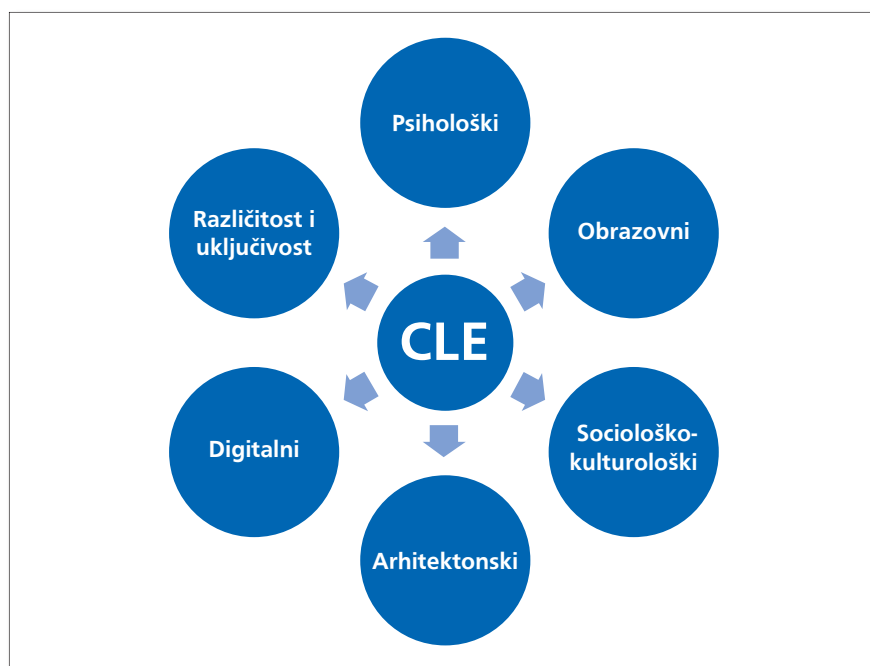 Psihološki
Različitost i
uključivost
Obrazovni
CLE
Digitalni
Sociološko-
kulturološki
Arhitektonski